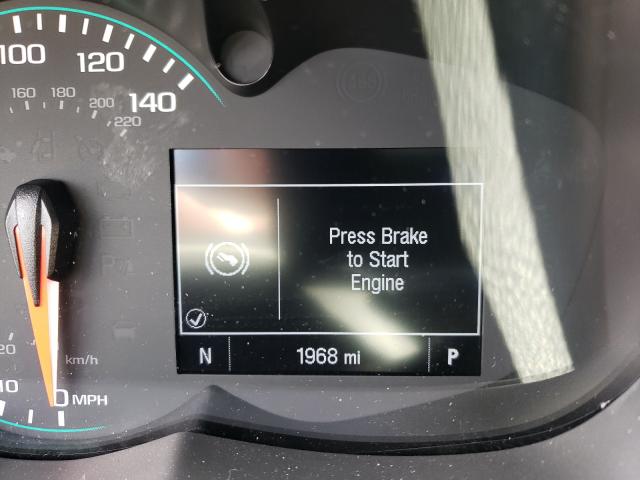 100
120
140
160
180
200
220
Press Brake
to Start
Engine
20
km/h
N
1968 mi
P
10
0 MPH